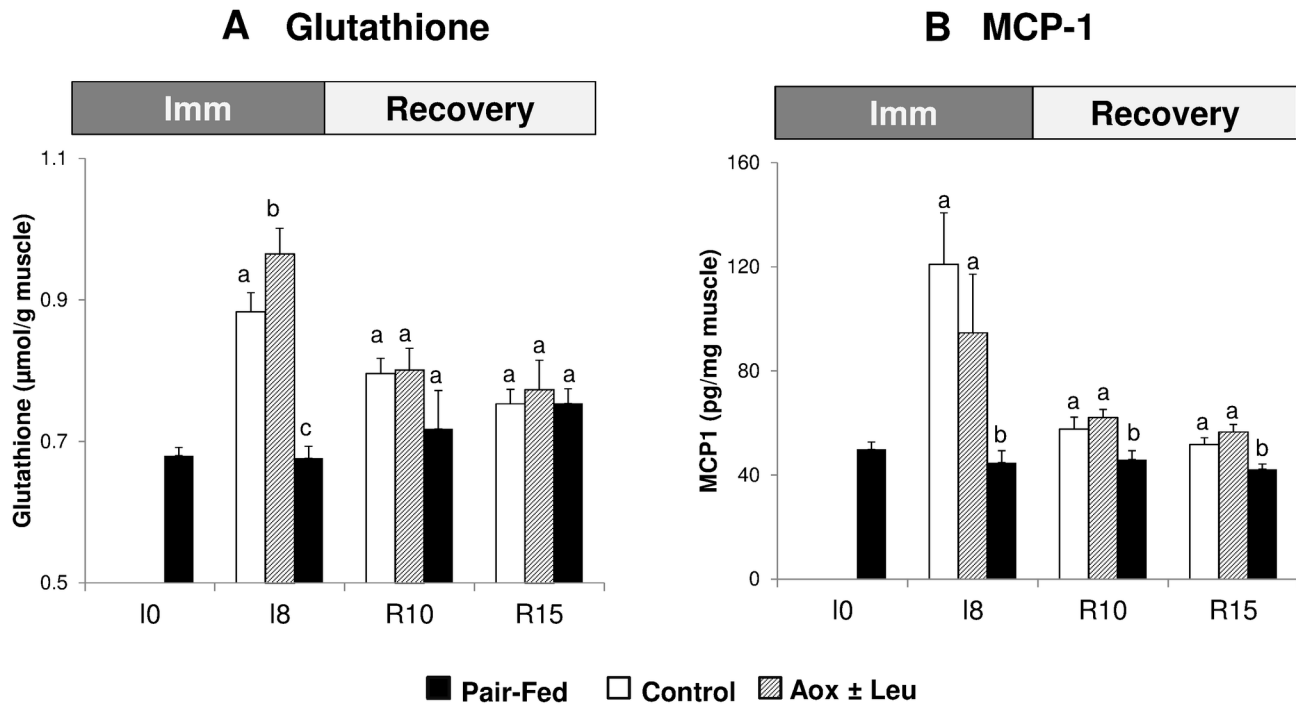 A Glutathione
Imm Recovery
Glutathione (µmol/g muscle)
1.1
0.9
0.7
0.5
a b c
a a a
a a a
I0 I8 R10 R15
B MCP-1
Imm Recovery
MCP1 (pg/mg muscle)
160
120
80
40
0
a a b
a a b
a a b
I0 I8 R10 R15
Pair-Fed Control Aox ± Leu